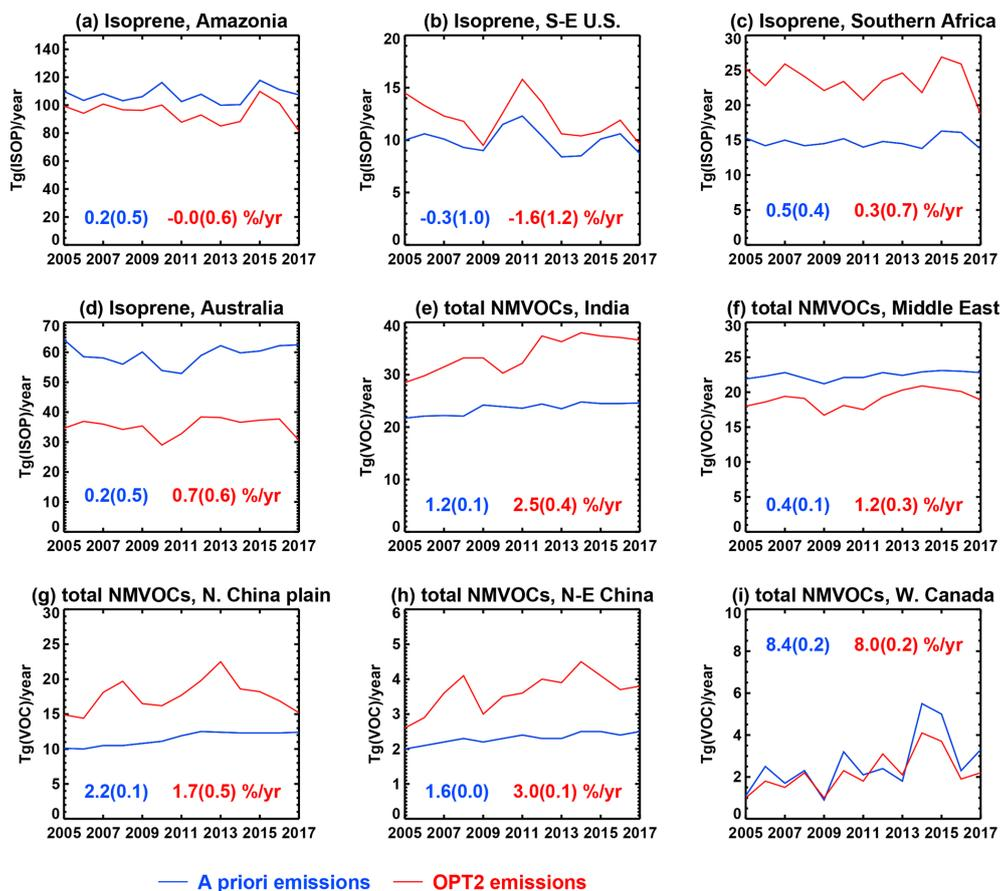 (a) Isoprene, Amazonia
Tg(ISOP)/year
140
120
100
80
60
40
20
0
0.2(0.5) -0.0(0.6) %/yr
2005 2007 2009 2011 2013 2015 2017
(b) Isoprene, S-E U.S.
Tg(ISOP)/year
20
15
10
5
0
-0.3(1.0) -1.6(1.2) %/yr
2005 2007 2009 2011 2013 2015 2017
(c) Isoprene, Southern Africa
Tg(ISOP)/year
30
25
20
15
10
5
0
0.5(0.4) 0.3(0.7) %/yr
2005 2007 2009 2011 2013 2015 2017
(d) Isoprene, Australia
Tg(ISOP)/year
70
60
50
40
30
20
10
0
0.2(0.5) 0.7(0.6) %/yr
2005 2007 2009 2011 2013 2015 2017
(e) total NMVOCs, India
Tg(VOC)/year
40
30
20
10
0
1.2(0.1) 2.5(0.4) %/yr
2005 2007 2009 2011 2013 2015 2017
(f) total NMVOCs, Middle East
Tg(VOC)/year
30
25
20
15
10
5
0
0.4(0.1) 1.2(0.3) %/yr
2005 2007 2009 2011 2013 2015 2017
(g) total NMVOCs, N. China plain
Tg(VOC)/year
30
25
20
15
10
5
0
2.2(0.1) 1.7(0.5) %/yr
2005 2007 2009 2011 2013 2015 2017
(h) total NMVOCs, N-E China
Tg(VOC)/year
6
5
4
3
2
1
0
1.6(0.0) 3.0(0.1) %/yr
2005 2007 2009 2011 2013 2015 2017
(i) total NMVOCs, W. Canada
Tg(VOC)/year
10
8
6
4
2
0
8.4(0.2) 8.0(0.2) %/yr
2005 2007 2009 2011 2013 2015 2017
A priori emissions OPT2 emissions